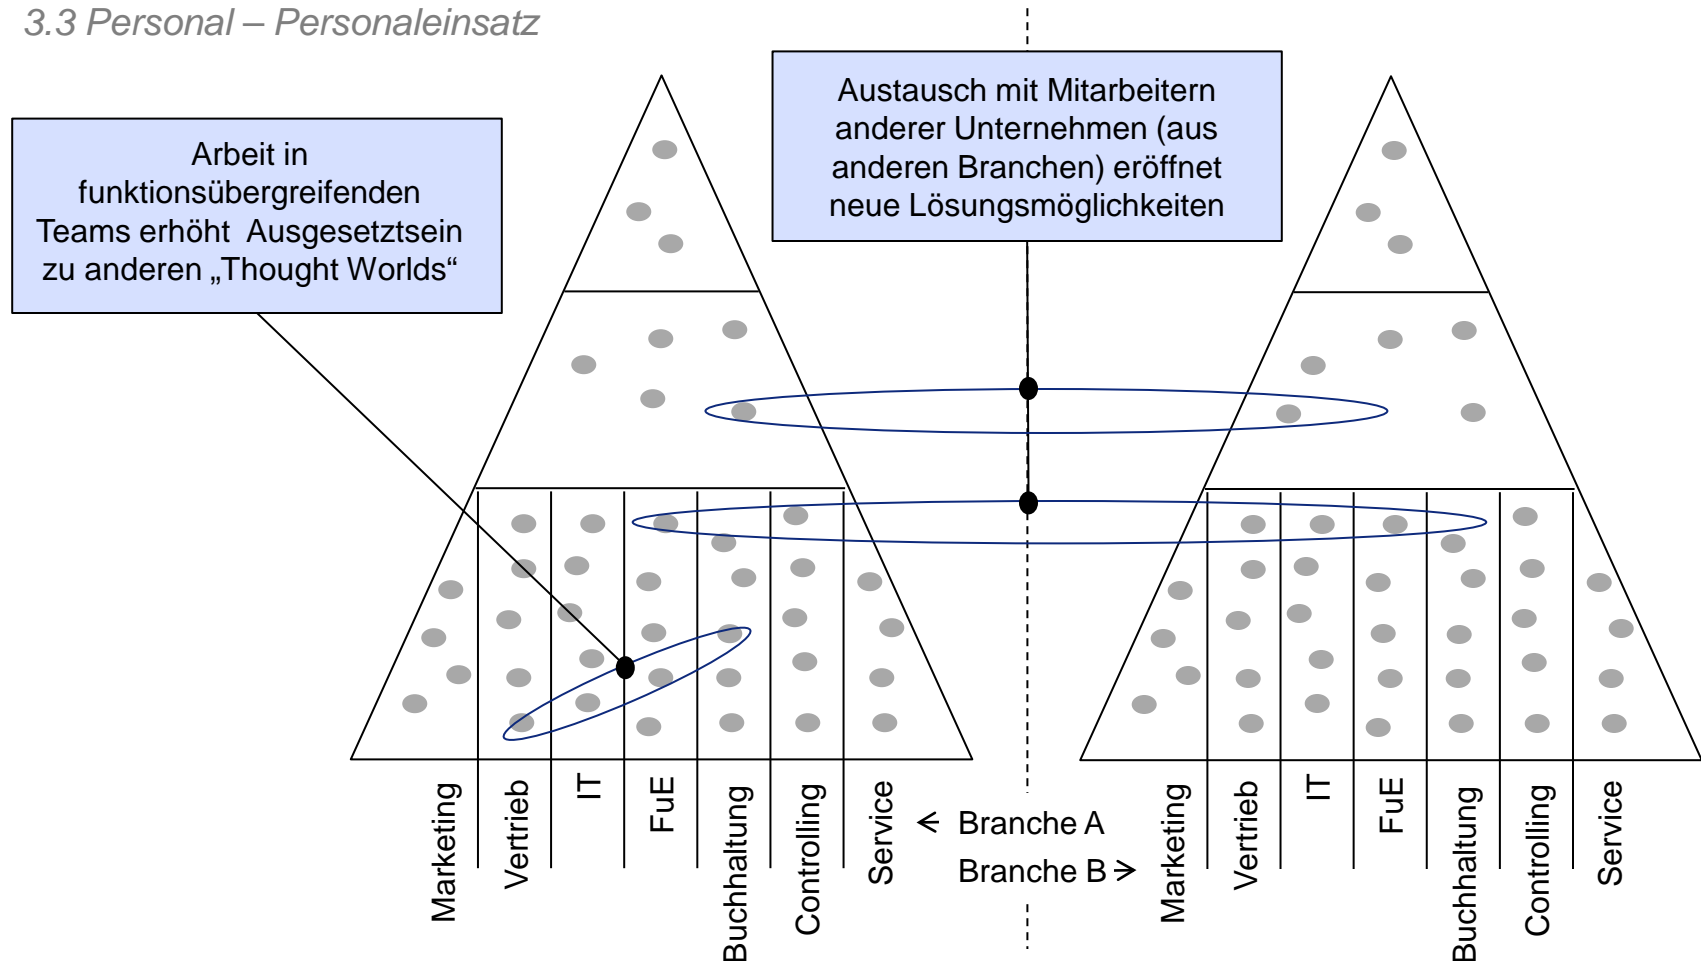 3.3 Personal – Personaleinsatz
Arbeit in
funktionsübergreifenden
Teams erhöht  Ausgesetztsein
zu anderen „Thought Worlds“
Austausch mit Mitarbeitern
anderer Unternehmen (aus
anderen Branchen) eröffnet
neue Lösungsmöglichkeiten
Marketing
Vertrieb
IT
FuE
Buchhaltung
Controlling
Service
Branche A
Branche B
Marketing
Vertrieb
IT
FuE
Buchhaltung
Controlling
Service